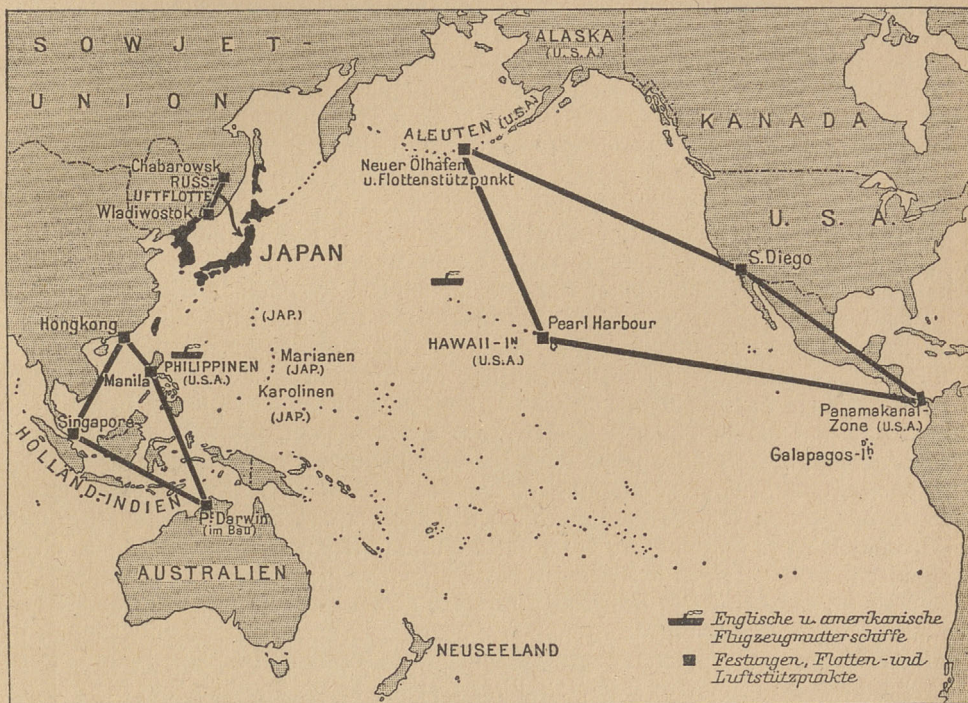 SOWJET-
UNION
ALASKA
(U.S.A.)
KANADA
ALEUTEN (U.S.A)
Neuer Ölhafen
u. Flottenstützpunkt
Chabarowsk
RUSS.
LUFTFLOTTE
Wladiwostok
JAPAN
U.S.A.
S. Diego
(JAP.)
Hongkong
Pearl Harbour
HAWAII-IN
(U.S.A.)
PHILIPPINEN
(U.S.A.)
Manila
Marianen
(JAP.)
Karolinen
(JAP.)
Panamakanal-
Zone (U.S.A.)
Singapore
Galapagos-In
HOLLAND-INDIEN
Pt Darwin
(im Bau)
AUSTRALIEN
NEUSEELAND
Englische u. amerikanische
Flugzeugmutterschiffe
Festungen, Flotten- und
Luftstützpunkte